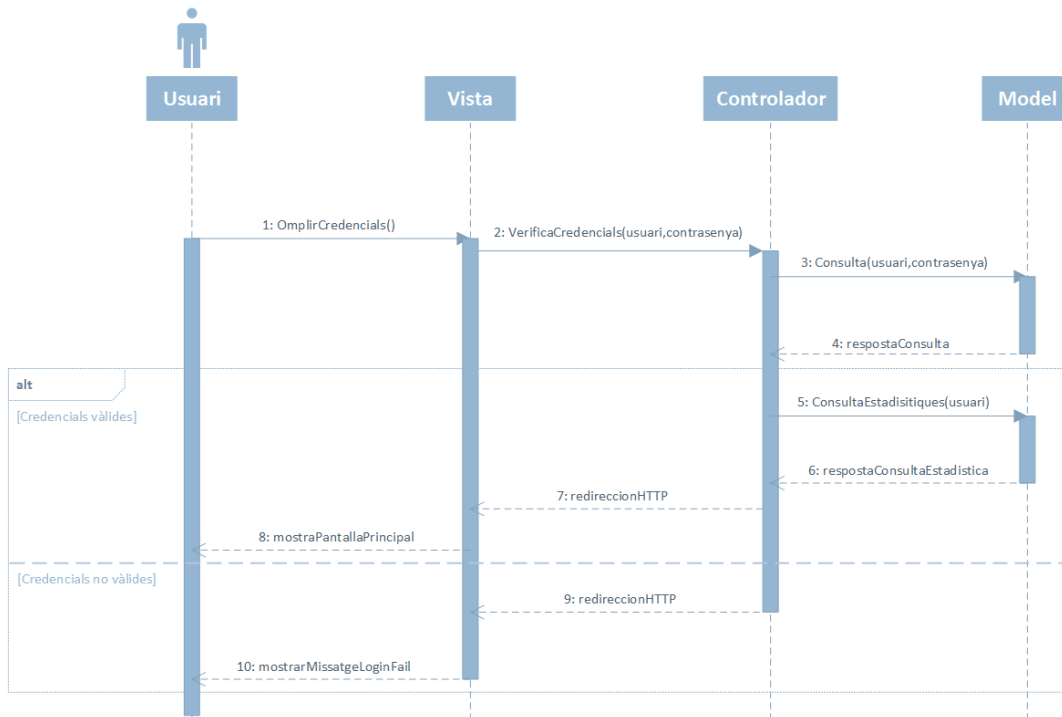 Usuari
Vista
Controlador
Model
1: OmplirCredencials()
2: VerificaCredencials(usuari,contrasenya)
3: Consulta(usuari,contrasenya)
4: respostaConsulta
alt
[Credencials vàlides]
5: ConsultaEstadisitiques(usuari)
6: respostaConsultaEstadistica
7: redireccionHTTP
8: mostraPantallaPrincipal
[Credencials no vàlides]
9: redireccionHTTP
10: mostrarMissatgeLoginFail